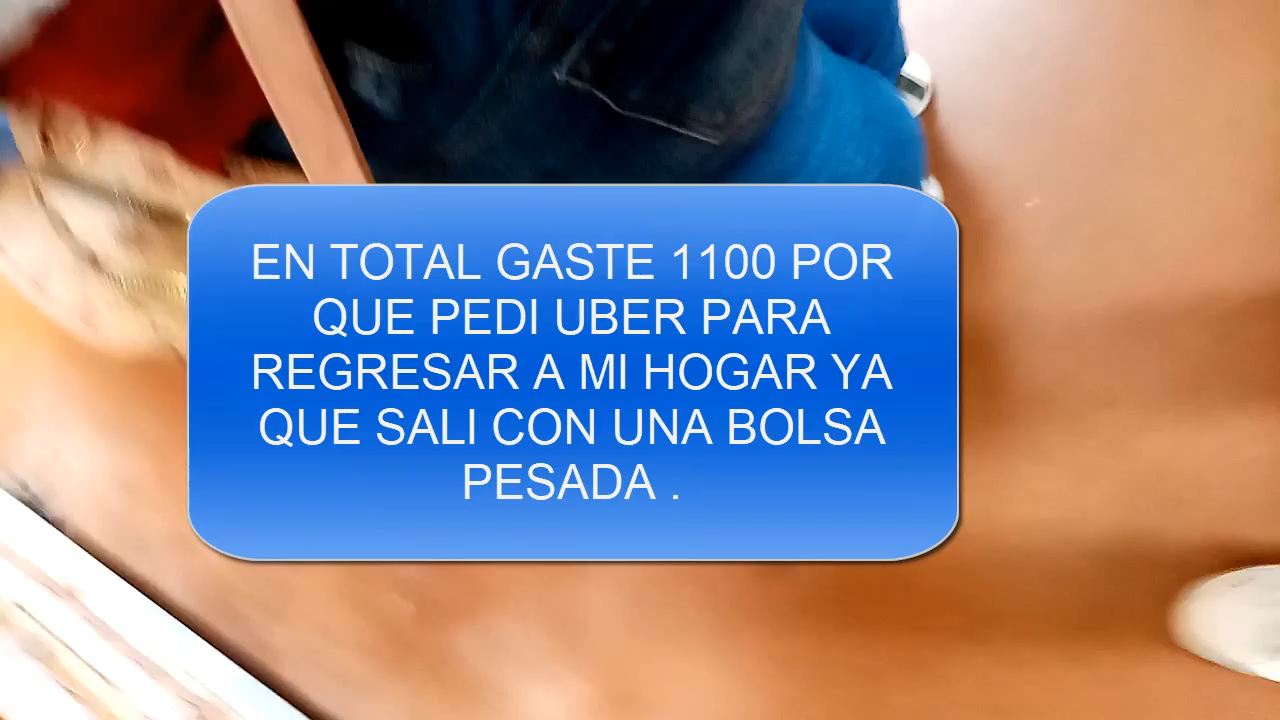 EN TOTAL GASTE 1100 POR
QUE PEDI UBER PARA
REGRESAR A MI HOGAR YA
QUE SALI CON UNA BOLSA
PESADA .